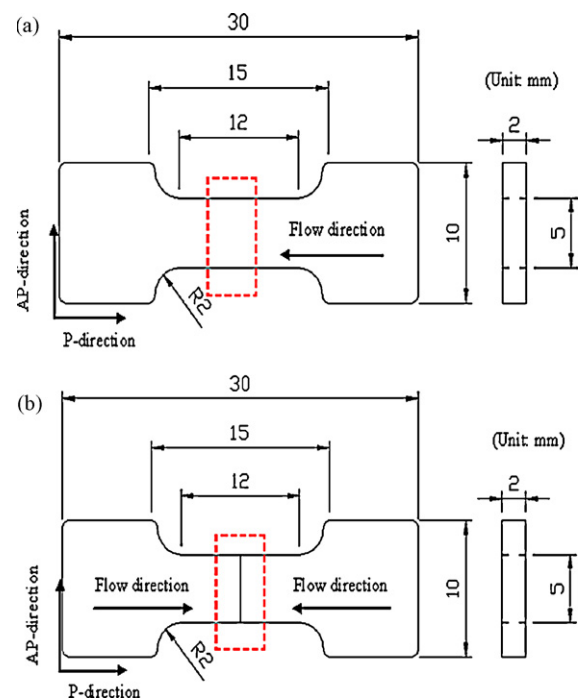 (a)
30
15
(Unit: mm)
12
2
Flow direction
10
5
AP-direction
R2
P-direction
(b)
30
15
(Unit: mm)
12
2
Flow direction
Flow direction
10
5
AP-direction
R2
P-direction